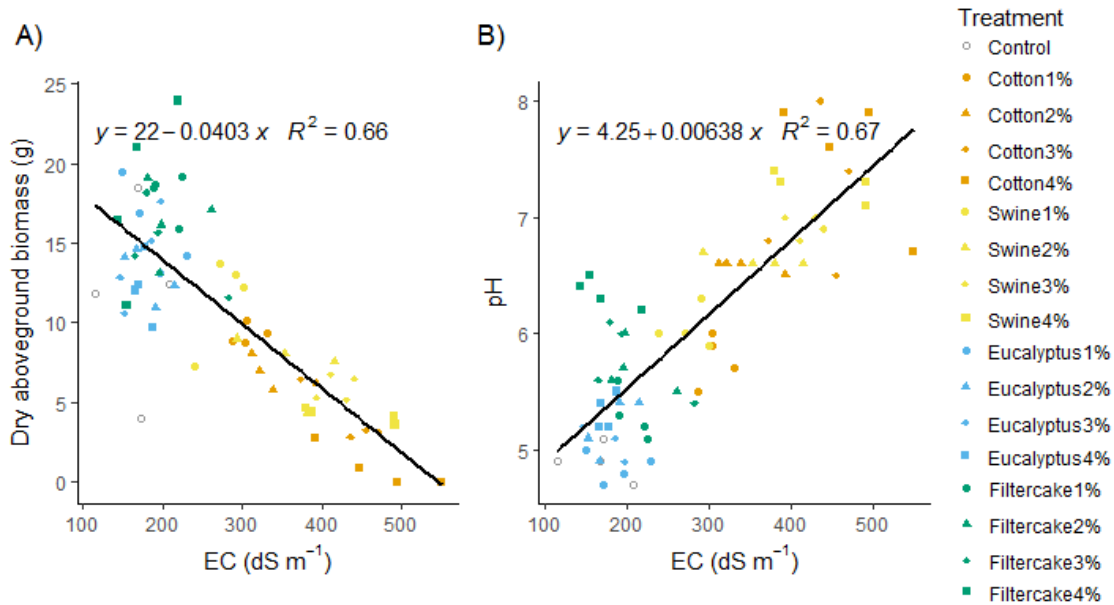 A)
y = 22 − 0.0403 x R² = 0.66
Dry aboveground biomass (g)
25
20
15
10
5
0
100 200 300 400 500
EC (dS m⁻¹)
B)
y = 4.25 + 0.00638 x R² = 0.67
pH
8
7
6
5
100 200 300 400 500
EC (dS m⁻¹)
Treatment
Control
Cotton1%
Cotton2%
Cotton3%
Cotton4%
Swine1%
Swine2%
Swine3%
Swine4%
Eucalyptus1%
Eucalyptus2%
Eucalyptus3%
Eucalyptus4%
Filtercake1%
Filtercake2%
Filtercake3%
Filtercake4%